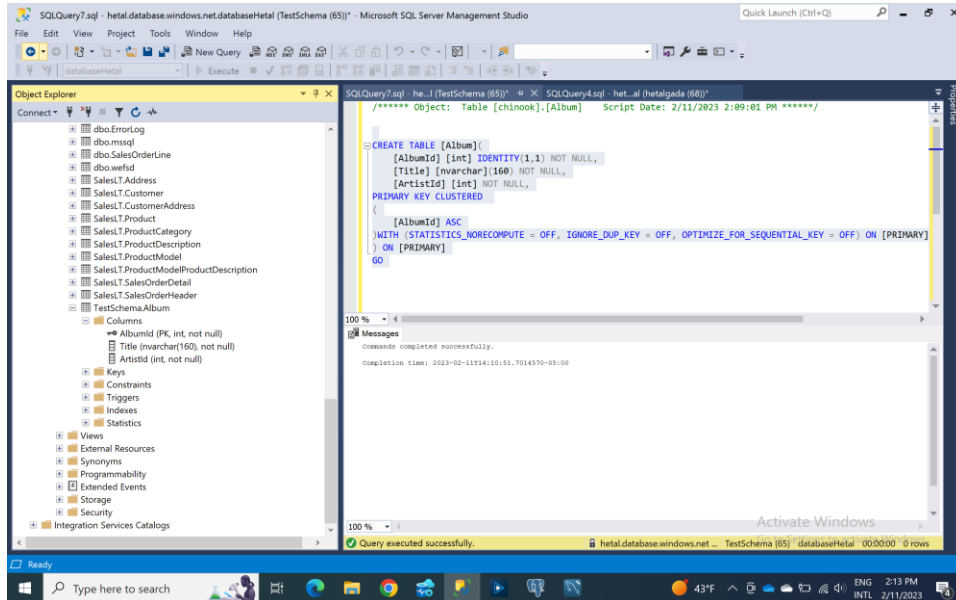 SQLQuery7.sql - hetal.database.windows.net.databaseHetal (TestSchema (65))* - Microsoft SQL Server Management Studio
Quick Launch (Ctrl+Q)
File Edit View Project Tools Window Help
New Query
databaseHetal
Execute
Object Explorer
Connect
dbo.ErrorLog
dbo.mssql
dbo.SalesOrderLine
dbo.wefsd
SalesLT.Address
SalesLT.Customer
SalesLT.CustomerAddress
SalesLT.Product
SalesLT.ProductCategory
SalesLT.ProductDescription
SalesLT.ProductModel
SalesLT.ProductModelProductDescription
SalesLT.SalesOrderDetail
SalesLT.SalesOrderHeader
TestSchema.Album
Columns
AlbumId (PK, int, not null)
Title (nvarchar(160), not null)
ArtistId (int, not null)
Keys
Constraints
Triggers
Indexes
Statistics
Views
External Resources
Synonyms
Programmability
Extended Events
Storage
Security
Integration Services Catalogs
SQLQuery7.sql - he...l (TestSchema (65))* SQLQuery4.sql - het...al (hetalgada (68))*
Properties
/****** Object: Table [chinook].[Album] Script Date: 2/11/2023 2:09:01 PM ******/
CREATE TABLE [Album](
[AlbumId] [int] IDENTITY(1,1) NOT NULL,
[Title] [nvarchar](160) NOT NULL,
[ArtistId] [int] NOT NULL,
PRIMARY KEY CLUSTERED
(
[AlbumId] ASC
)WITH (STATISTICS_NORECOMPUTE = OFF, IGNORE_DUP_KEY = OFF, OPTIMIZE_FOR_SEQUENTIAL_KEY = OFF) ON [PRIMARY]
) ON [PRIMARY]
GO
100 %
Messages
Commands completed successfully.
Completion time: 2023-02-11T14:10:51.7014570-05:00
100 %
Activate Windows
Query executed successfully. hetal.database.windows.net ... TestSchema (65) databaseHetal 00:00:00 0 rows
Ready
Type here to search
43°F
ENG 2:13 PM
INTL 2/11/2023